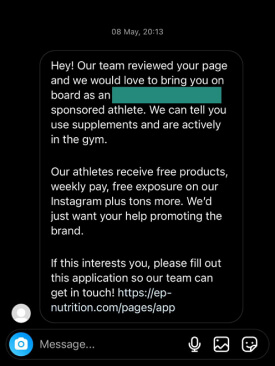 08 May, 20:13
Hey! Our team reviewed your page
and we would love to bring you on
board as an
sponsored athlete. We can tell you
use supplements and are actively
in the gym.
Our athletes receive free products,
weekly pay, free exposure on our
Instagram plus tons more. We'd
just want your help promoting the
brand.
If this interests you, please fill out
this application so our team can
get in touch! https://ep-
nutrition.com/pages/app
Message...